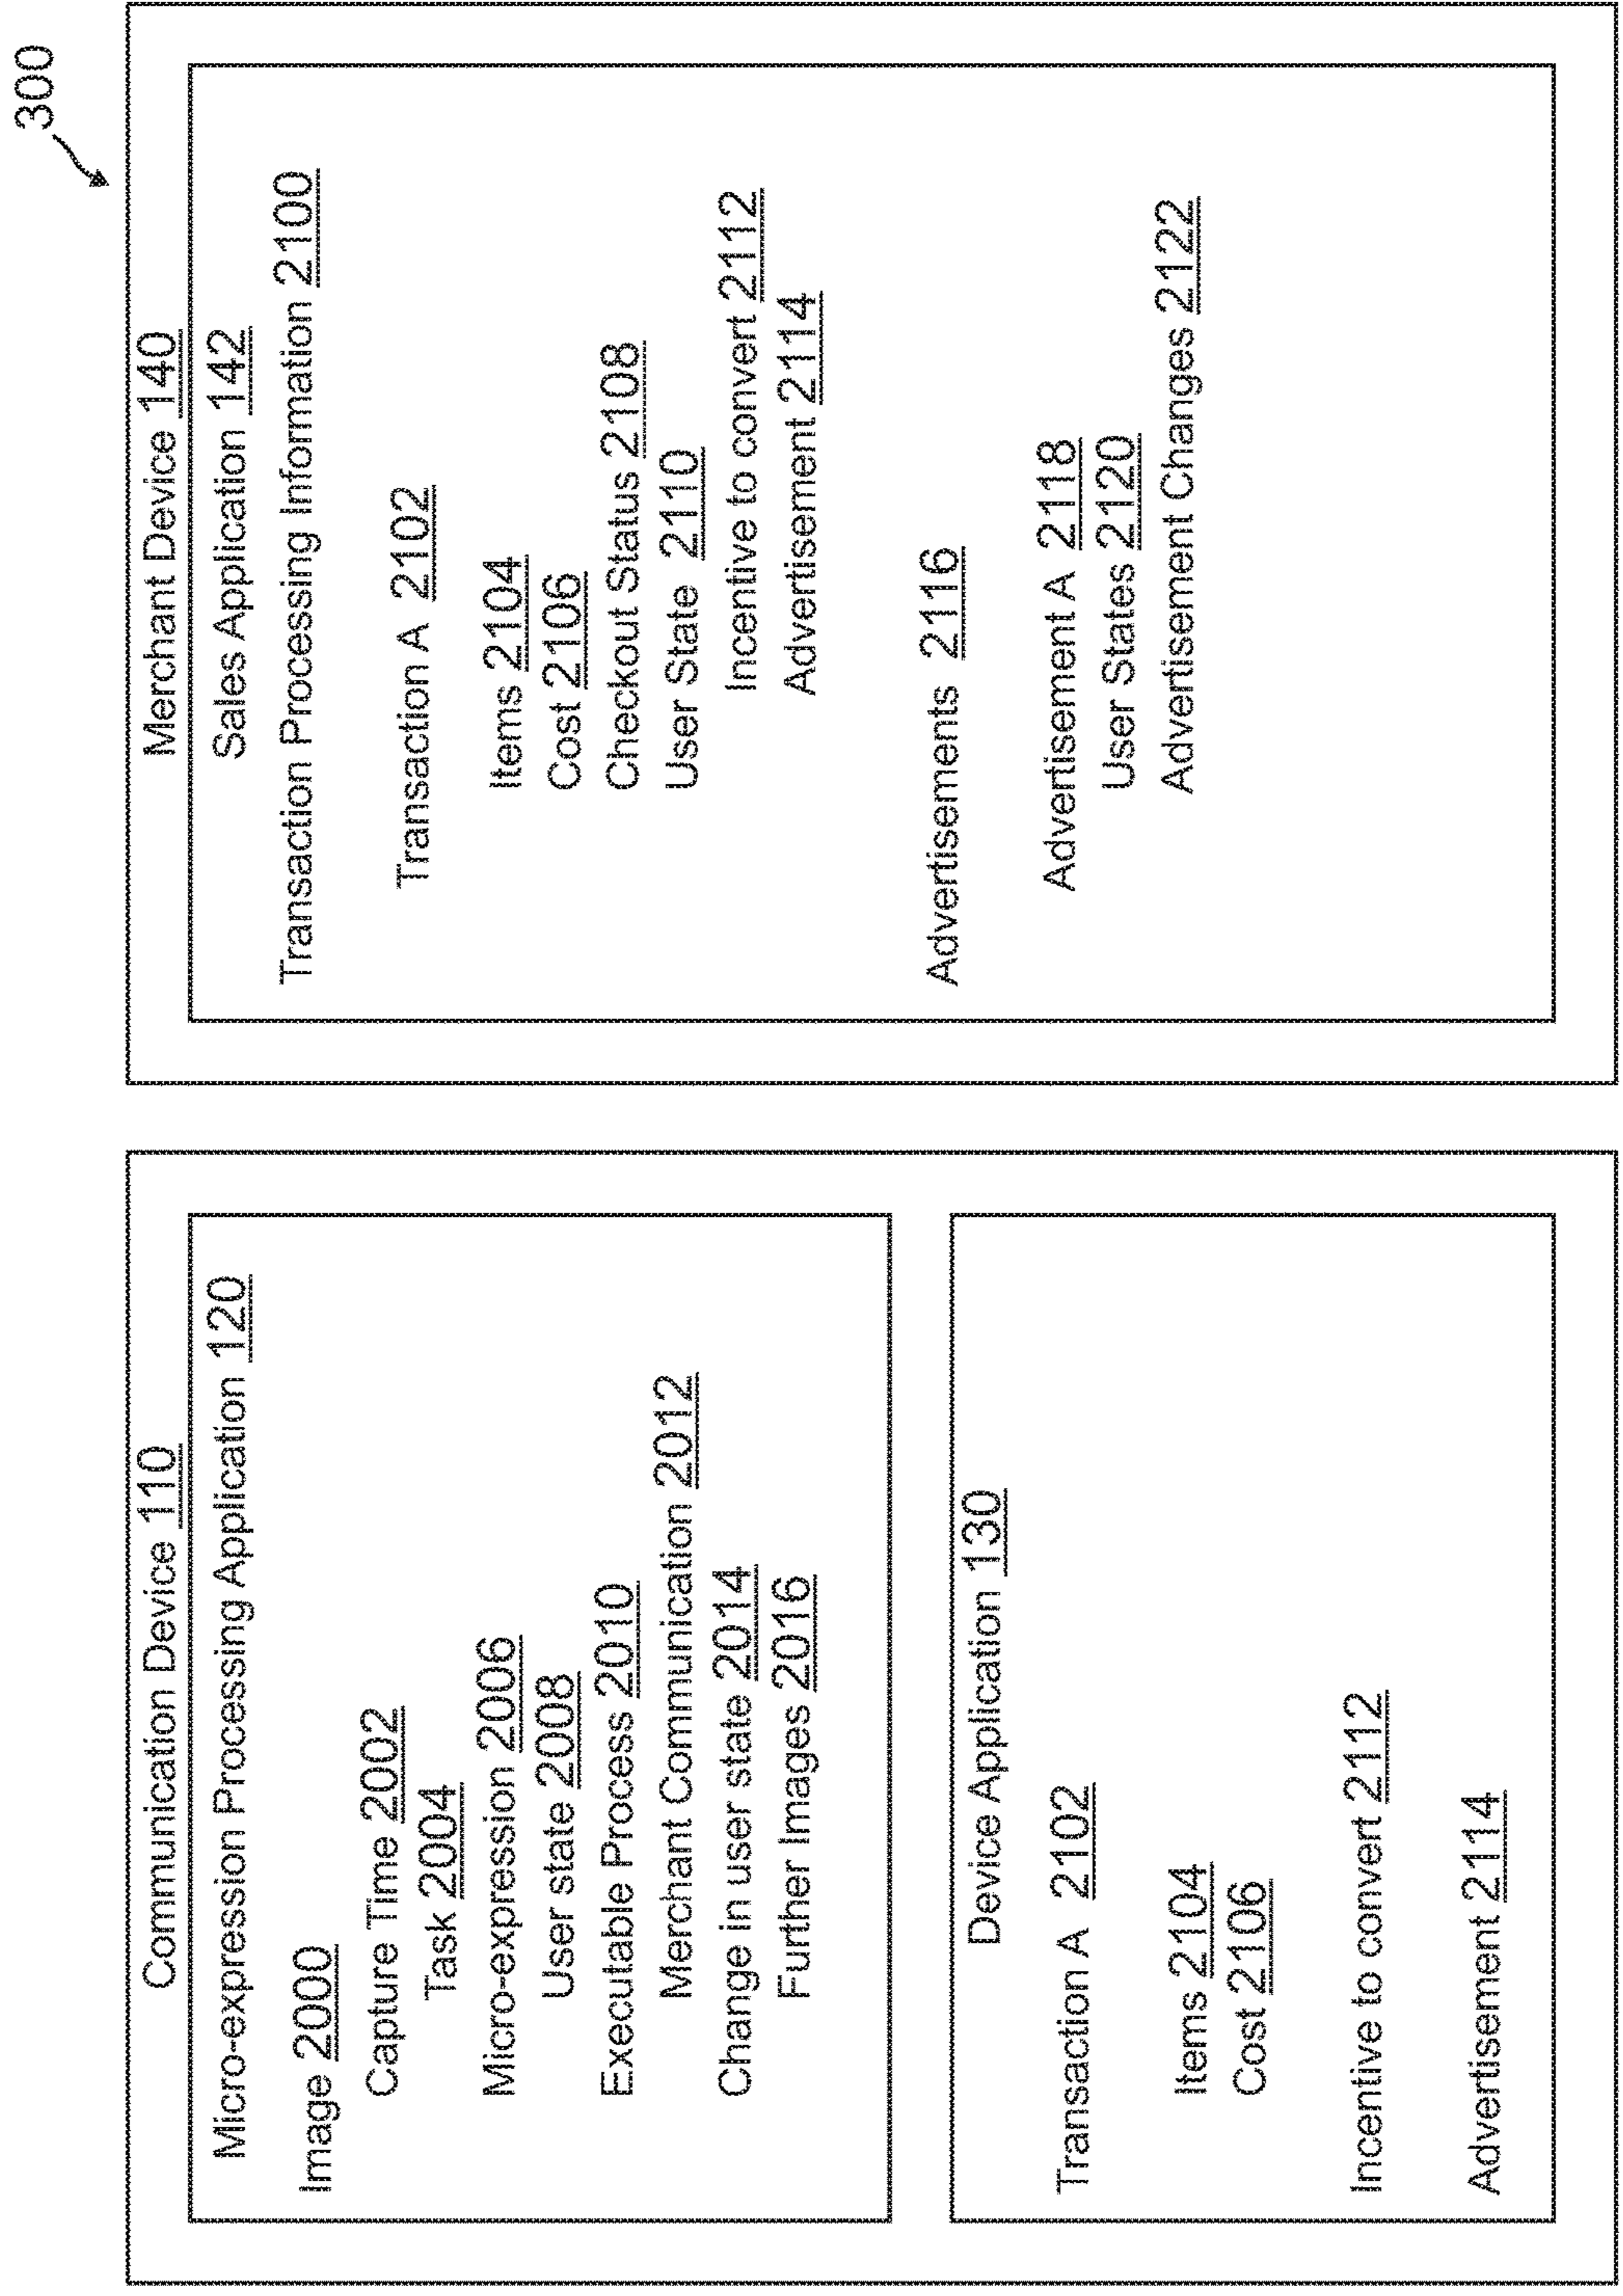 300
Communication Device 110
Micro-expression Processing Application 120
Image 2000
Capture Time 2002
Task 2004
Micro-expression 2006
User state 2008
Executable Process 2010
Merchant Communication 2012
Change in user state 2014
Further Images 2016
Device Application 130
Transaction A 2102
Items 2104
Cost 2106
Incentive to convert 2112
Advertisement 2114
Merchant Device 140
Sales Application 142
Transaction Processing Information 2100
Transaction A 2102
Items 2104
Cost 2106
Checkout Status 2108
User State 2110
Incentive to convert 2112
Advertisement 2114
Advertisements 2116
Advertisement A 2118
User States 2120
Advertisement Changes 2122